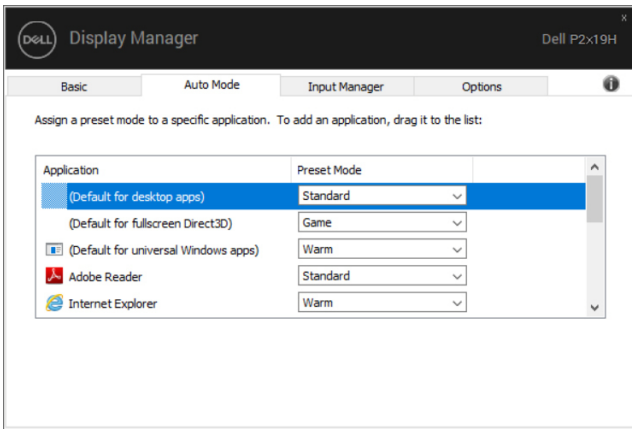 x
DELL Display Manager Dell P2x19H
Basic Auto Mode Input Manager Options
Assign a preset mode to a specific application. To add an application, drag it to the list:
Application Preset Mode
(Default for desktop apps) Standard
(Default for fullscreen Direct3D) Game
(Default for universal Windows apps) Warm
Adobe Reader Standard
Internet Explorer Warm